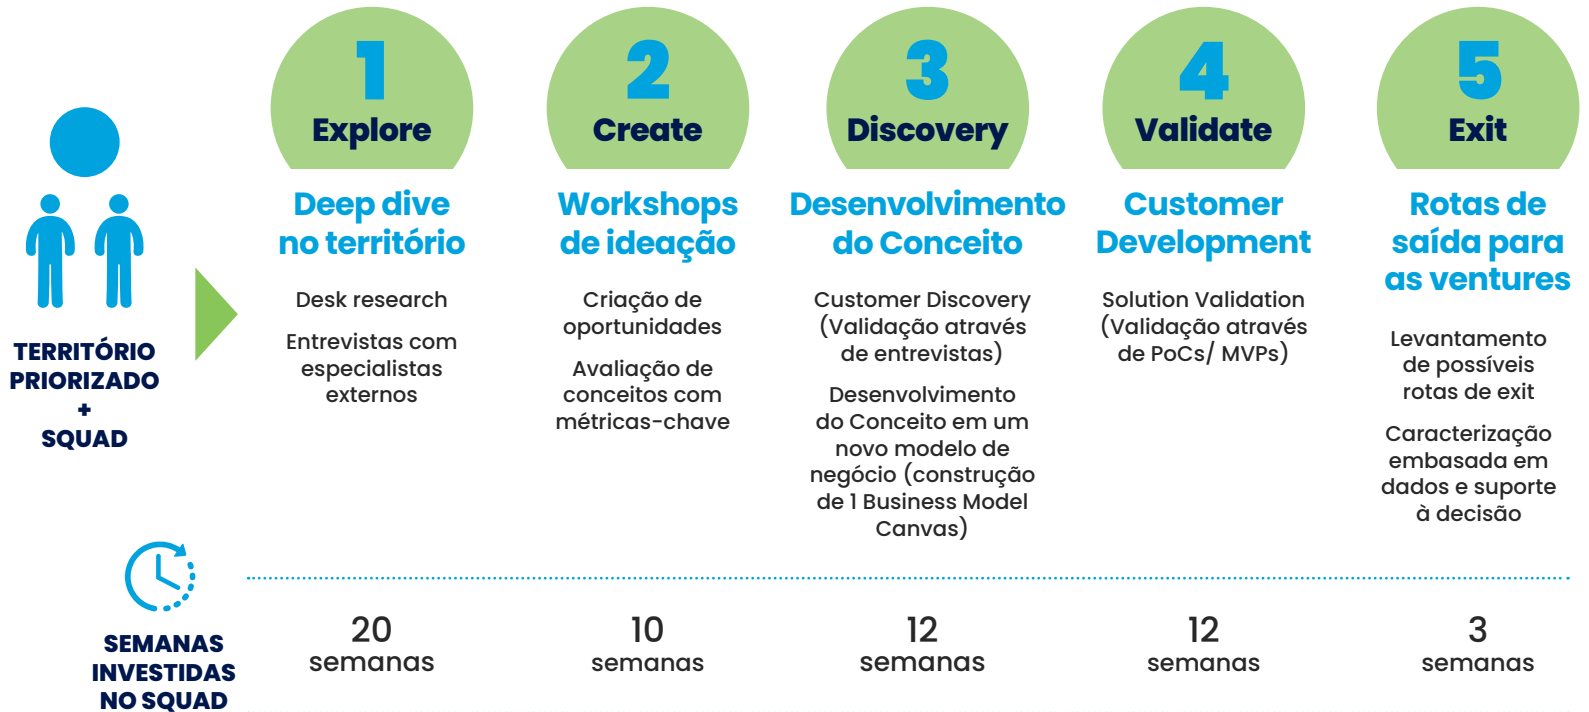 TERRITÓRIO
PRIORIZADO
+
SQUAD
1
Explore
Deep dive
no território
Desk research
Entrevistas com
especialistas
externos
2
Create
Workshops
de ideação
Criação de
oportunidades
Avaliação de
conceitos com
métricas-chave
3
Discovery
Desenvolvimento
do Conceito
Customer Discovery
(Validação através
de entrevistas)
Desenvolvimento
do Conceito em um
novo modelo de
negócio (construção
de 1 Business Model
Canvas)
4
Validate
Customer
Development
Solution Validation
(Validação através
de PoCs/ MVPs)
5
Exit
Rotas de
saída para
as ventures
Levantamento
de possíveis
rotas de exit
Caracterização
embasada em
dados e suporte
à decisão
SEMANAS
INVESTIDAS
NO SQUAD
20
semanas
10
semanas
12
semanas
12
semanas
3
semanas